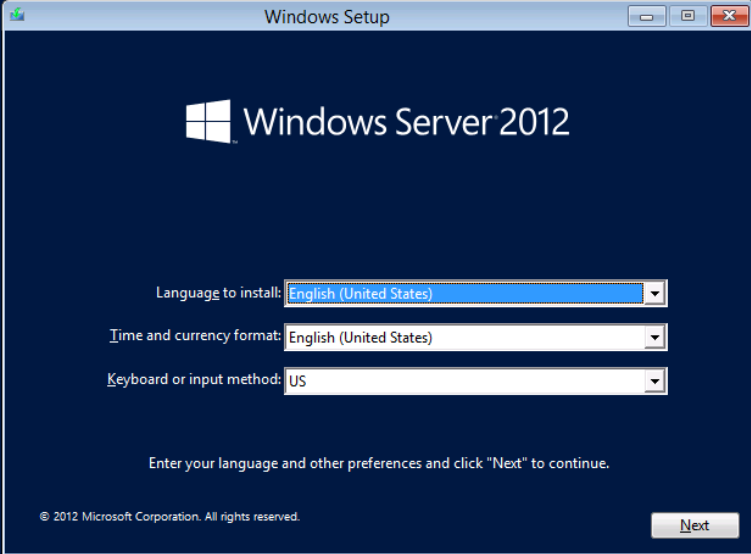 Windows Setup
Windows Server 2012
Language to install: English (United States)
Time and currency format: English (United States)
Keyboard or input method: US
Enter your language and other preferences and click "Next" to continue.
© 2012 Microsoft Corporation. All rights reserved.
Next